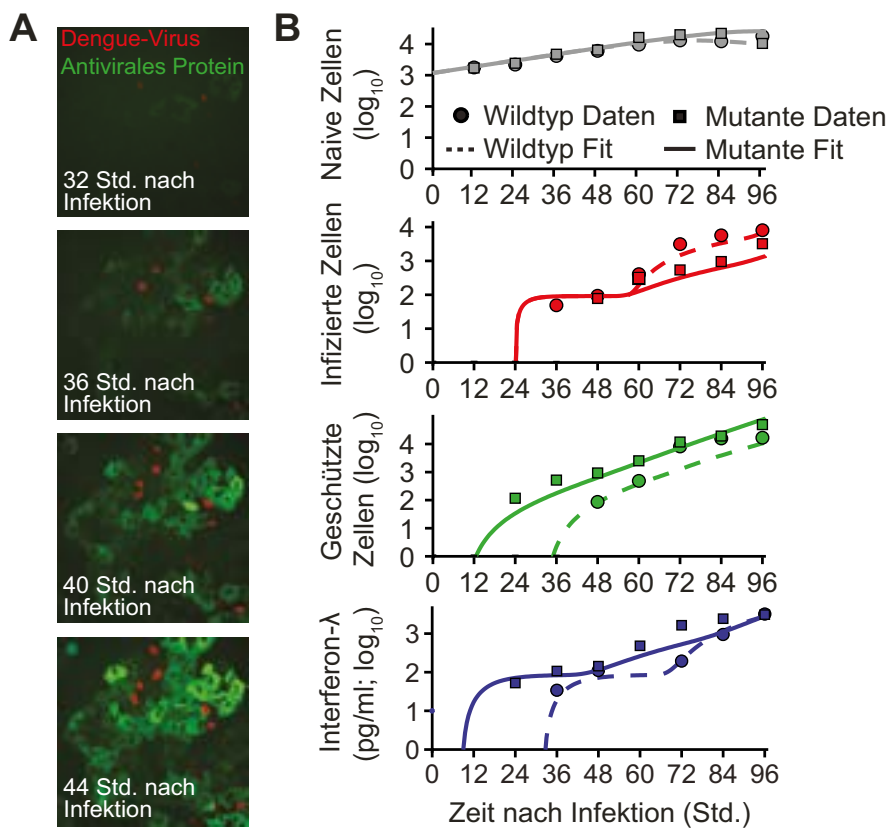 A
Dengue-Virus
Antivirales Protein
32 Std. nach
Infektion
36 Std. nach
Infektion
40 Std. nach
Infektion
44 Std. nach
Infektion
B
Naive Zellen
(log10)
4
3
2
1
0
Wildtyp Daten
Mutante Daten
Wildtyp Fit
Mutante Fit
0 12 24 36 48 60 72 84 96
Infizierte Zellen
(log10)
4
3
2
1
0
0 12 24 36 48 60 72 84 96
Geschützte
Zellen (log10)
4
3
2
1
0
0 12 24 36 48 60 72 84 96
Interferon-λ
(pg/ml; log10)
3
2
1
0
0 12 24 36 48 60 72 84 96
Zeit nach Infektion (Std.)